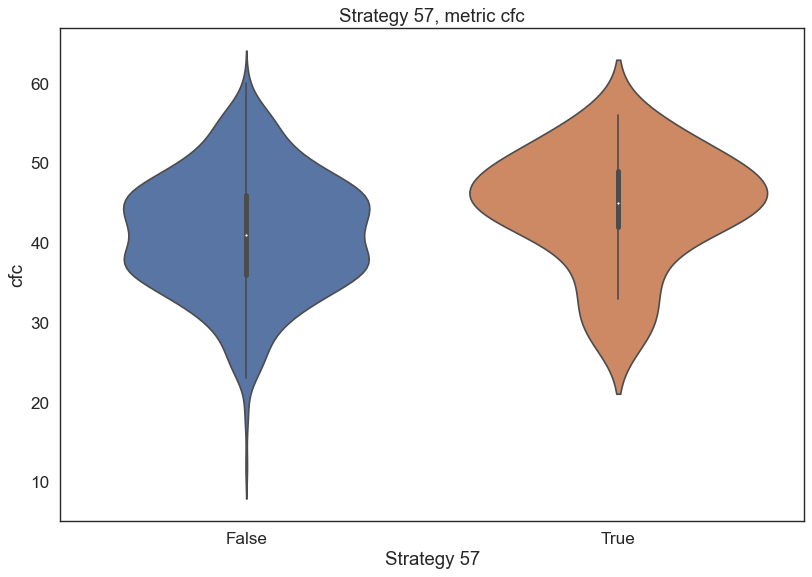 Strategy 57, metric cfc
60
50
40
30
20
10
cfc
False
True
Strategy 57